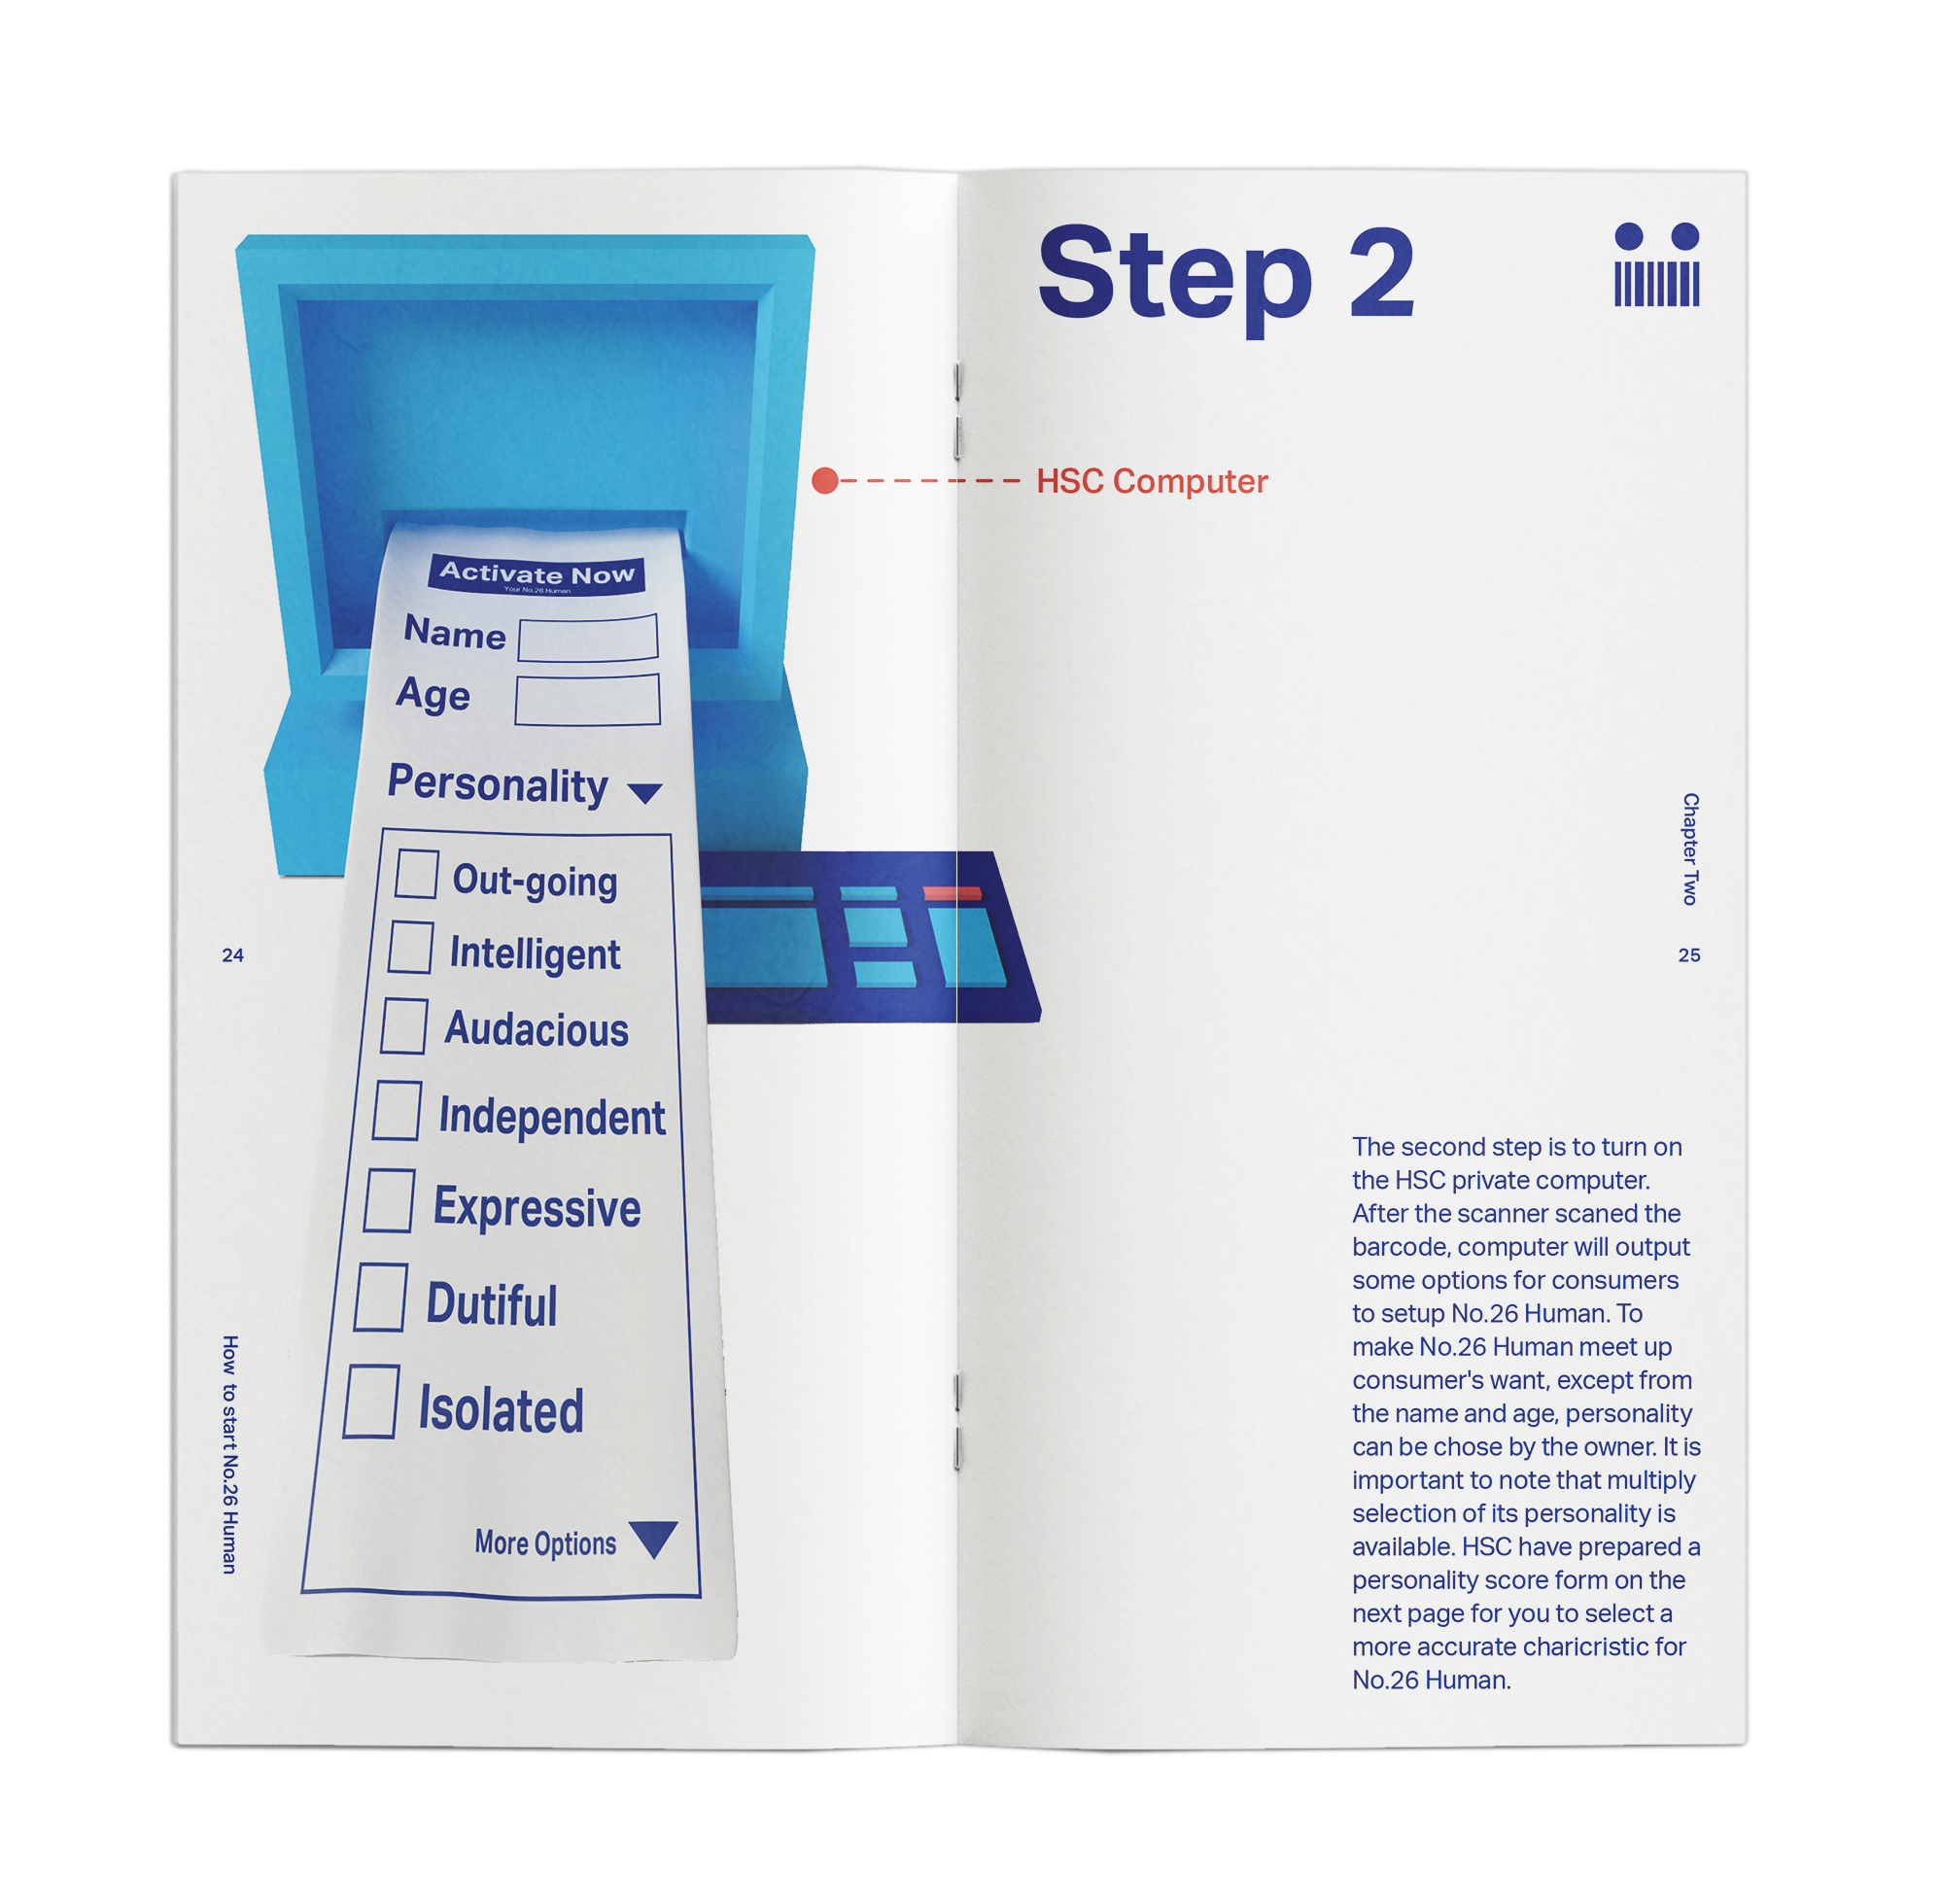 Activate Now
Your No.26 Human
Name
Age
Personality
Out-going
Intelligent
Audacious
Independent
Expressive
Dutiful
Isolated
More Options
24
How to start No.26 Human
Step 2
HSC Computer
Chapter Two
25
The second step is to turn on
the HSC private computer.
After the scanner scaned the
barcode, computer will output
some options for consumers
to setup No.26 Human. To
make No.26 Human meet up
consumer's want, except from
the name and age, personality
can be chose by the owner. It is
important to note that multiply
selection of its personality is
available. HSC have prepared a
personality score form on the
next page for you to select a
more accurate charicristic for
No.26 Human.